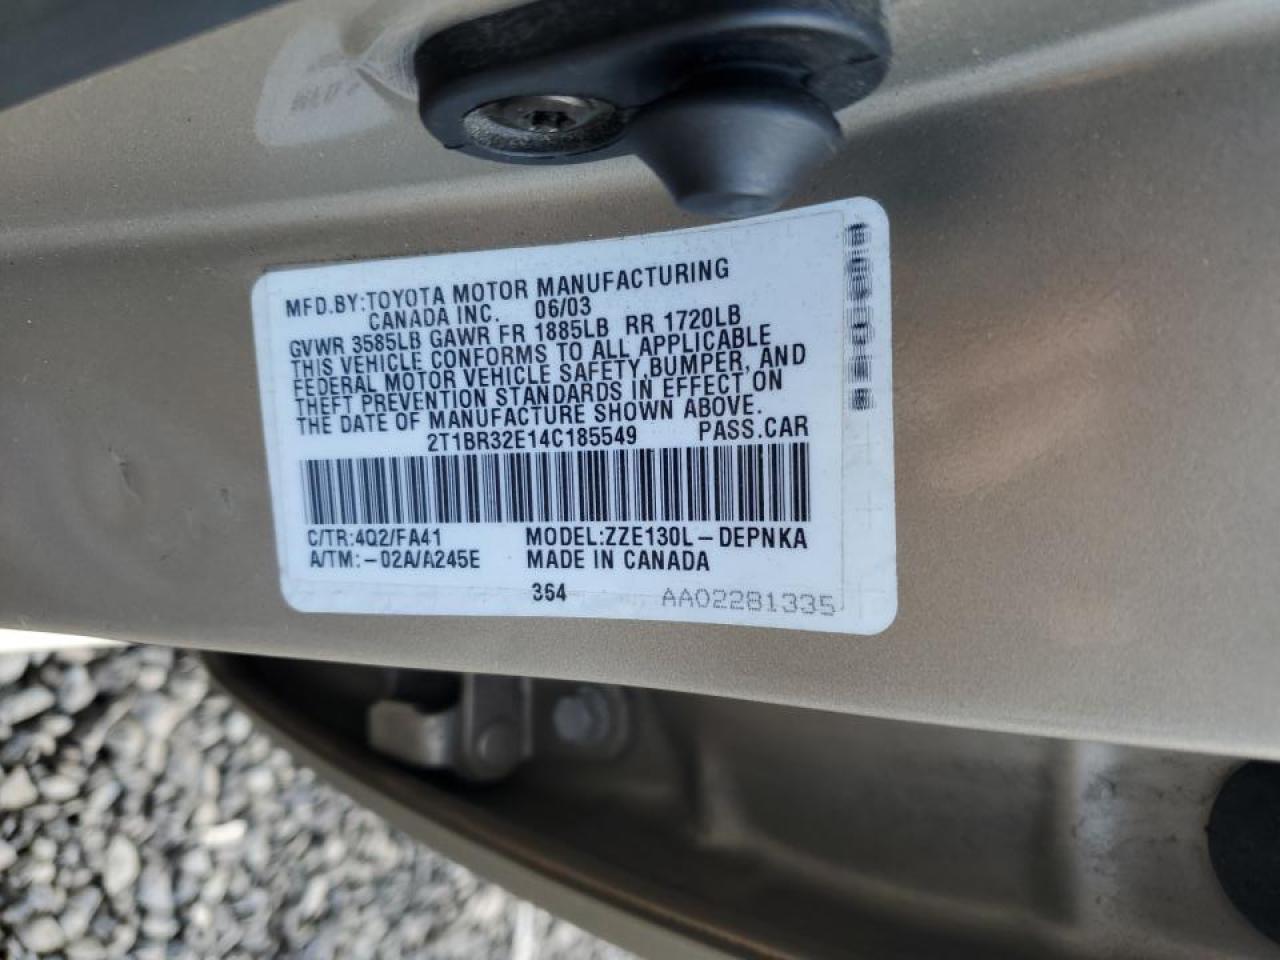 MFD.BY:TOYOTA MOTOR MANUFACTURING
CANADA INC. 06/03
GVWR 3585LB GAWR FR 1885LB RR 1720LB
THIS VEHICLE CONFORMS TO ALL APPLICABLE
FEDERAL MOTOR VEHICLE SAFETY,BUMPER, AND
THEFT PREVENTION STANDARDS IN EFFECT ON
THE DATE OF MANUFACTURE SHOWN ABOVE.
2T1BR32E14C185549 PASS.CAR
C/TR:4Q2/FA41 MODEL:ZZE130L-DEPNKA
A/TM:-02A/A245E MADE IN CANADA
364
AA02281335